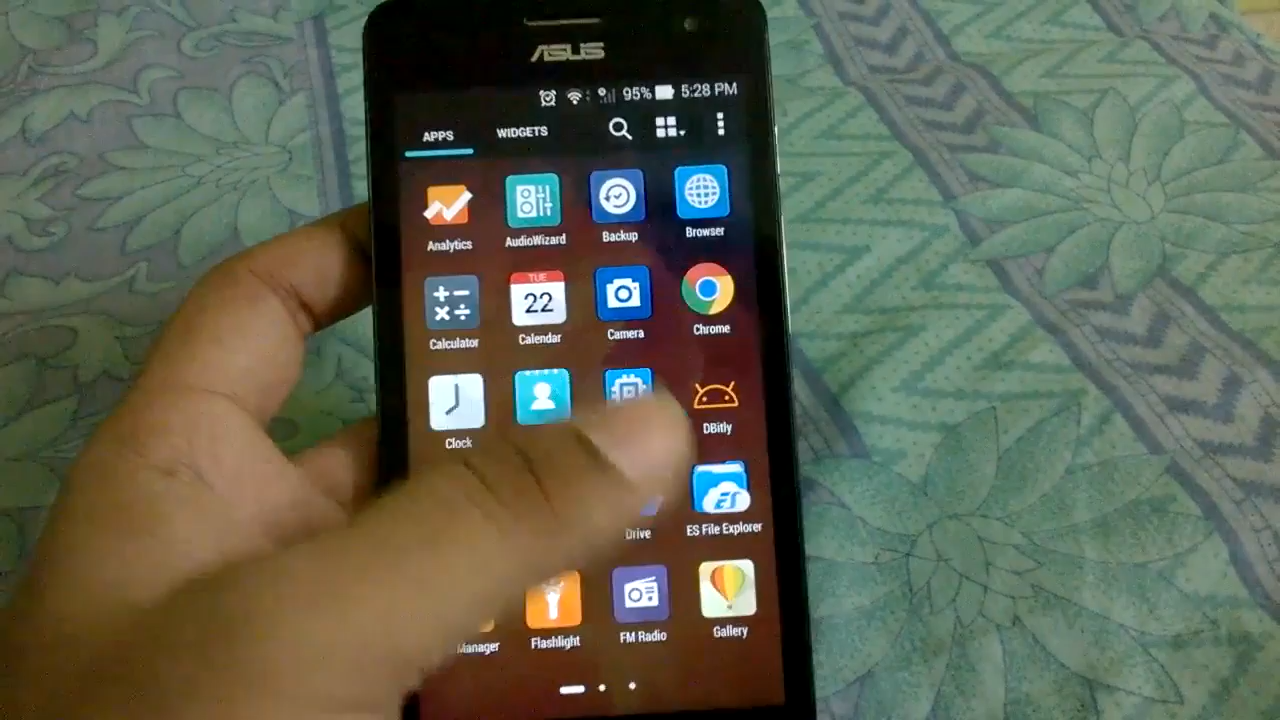 ASUS
95% 5:28 PM
APPS WIDGETS
Analytics AudioWizard Backup Browser
TUE
22
Calculator Calendar Camera Chrome
Clock DBitly
ES
Drive ES File Explorer
Manager Flashlight FM Radio Gallery